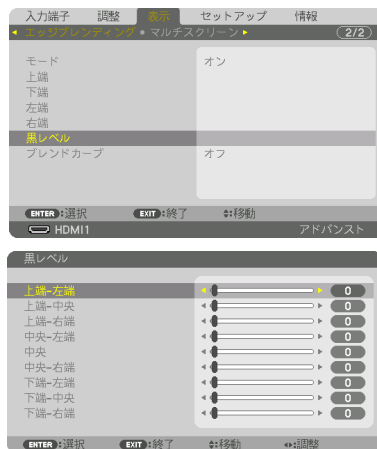 入力端子 調整 表示 セットアップ 情報
エッジブレンディング ● マルチスクリーン 2/2
モード オン
上端
下端
左端
右端
黒レベル
ブレンドカーブ オフ
ENTER:選択 EXIT:終了 :移動
HDMI1 アドバンスト
黒レベル
上端-左端 0
上端-中央 0
上端-右端 0
中央-左端 0
中央 0
中央-右端 0
下端-左端 0
下端-中央 0
下端-右端 0
ENTER:選択 EXIT:終了 :移動 :調整